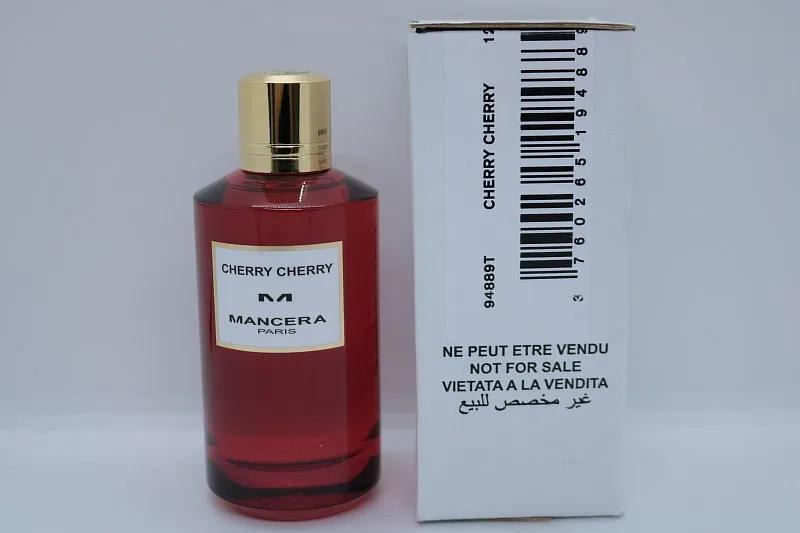 CHERRY CHERRY
M
MANCERA
PARIS
12
CHERRY CHERRY
94889T
3 760265 194889
NE PEUT ETRE VENDU
NOT FOR SALE
VIETATA A LA VENDITA
غير مخصص للبيع